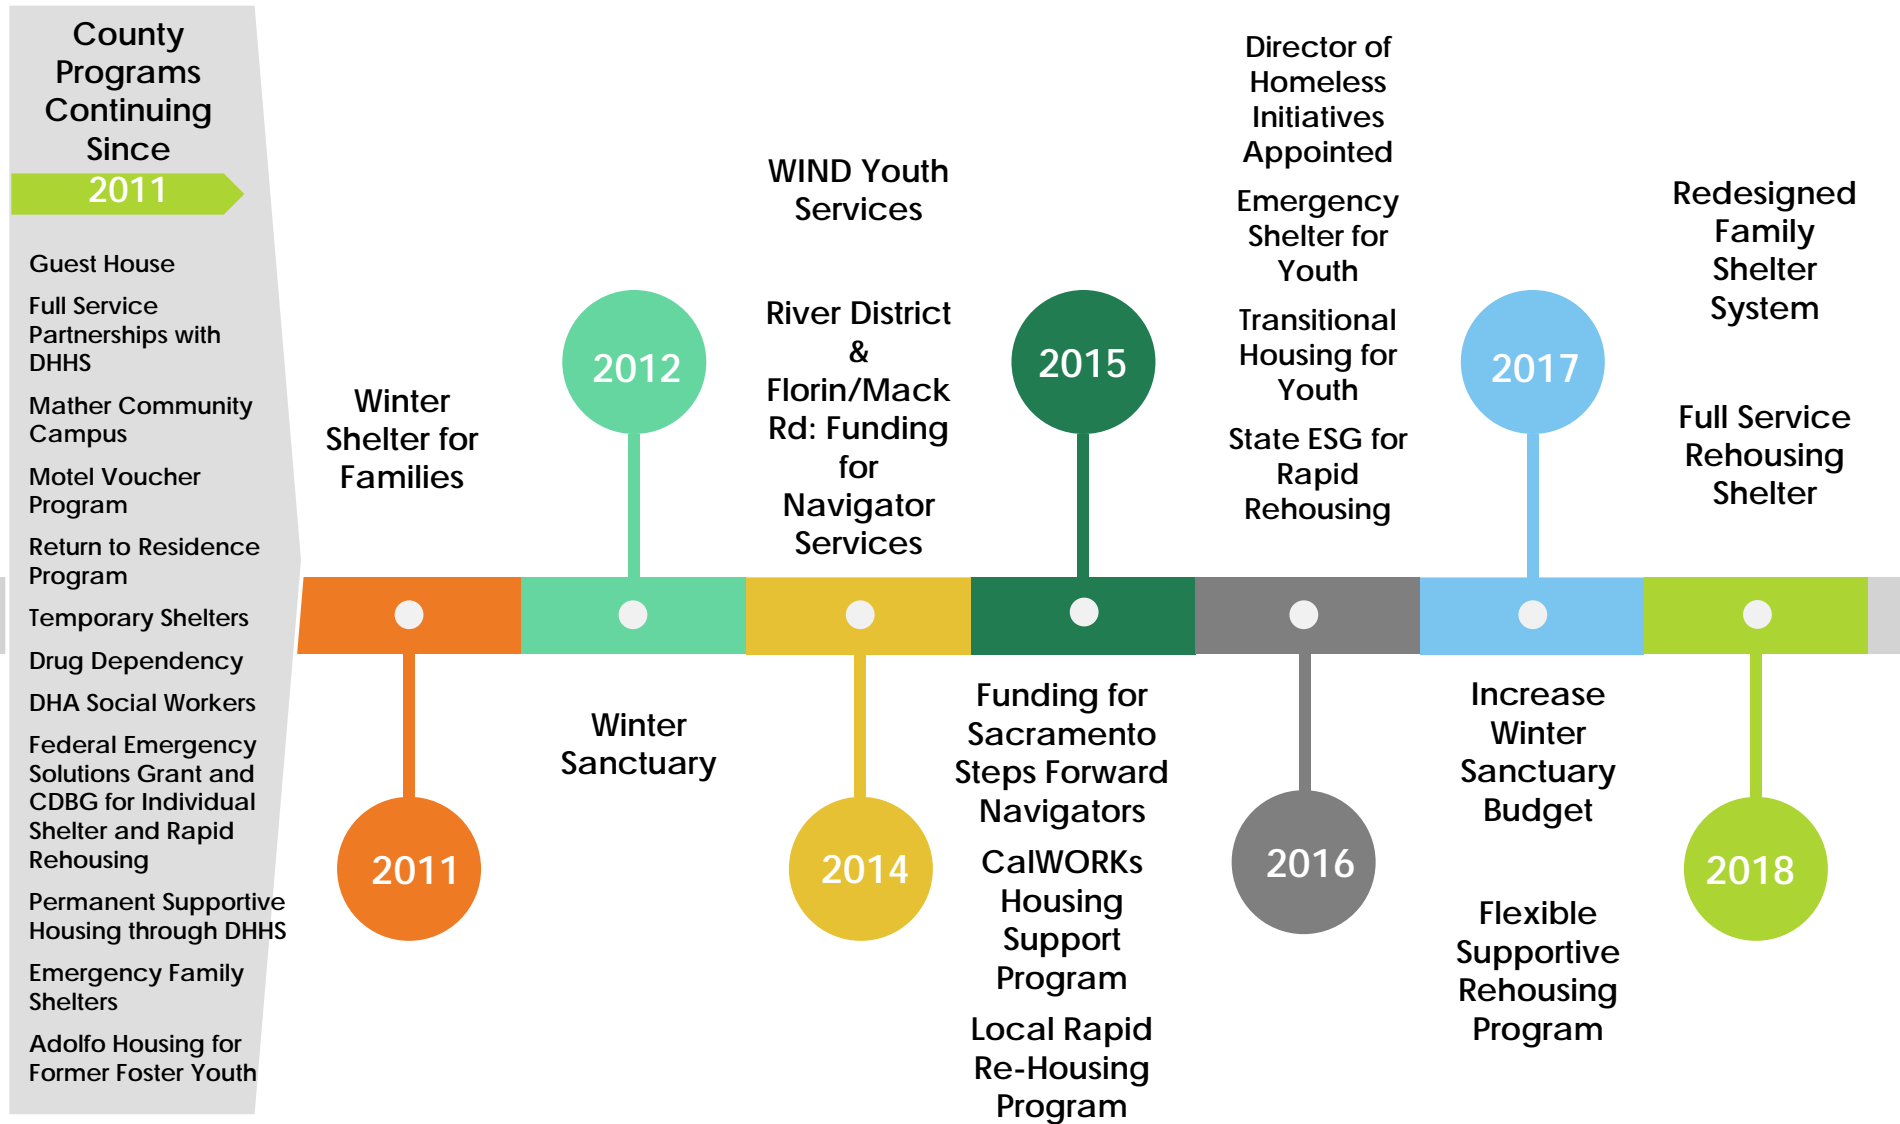 County
Programs
Continuing
Since
2011
Guest House
Full Service
Partnerships with
DHHS
Mather Community
Campus
Motel Voucher
Program
Return to Residence
Program
Temporary Shelters
Drug Dependency
DHA Social Workers
Federal Emergency
Solutions Grant and
CDBG for Individual
Shelter and Rapid
Rehousing
Permanent Supportive
Housing through DHHS
Emergency Family
Shelters
Adolfo Housing for
Former Foster Youth
Winter
Shelter for
Families
2011
2012
Winter
Sanctuary
WIND Youth
Services
River District
&
Florin/Mack
Rd: Funding
for
Navigator
Services
2014
2015
Funding for
Sacramento
Steps Forward
Navigators
CalWORKs
Housing
Support
Program
Local Rapid
Re-Housing
Program
Director of
Homeless
Initiatives
Appointed
Emergency
Shelter for
Youth
Transitional
Housing for
Youth
State ESG for
Rapid
Rehousing
2016
2017
Increase
Winter
Sanctuary
Budget
Flexible
Supportive
Rehousing
Program
Redesigned
Family
Shelter
System
Full Service
Rehousing
Shelter
2018